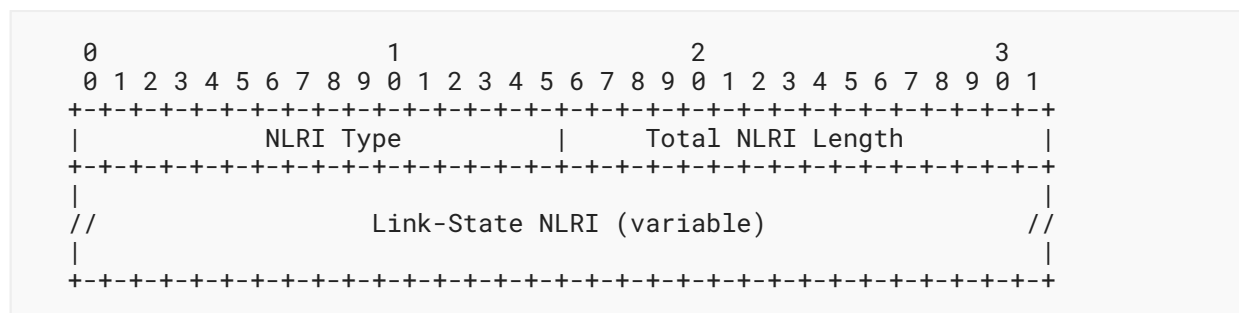 0                   1                   2                   3
 0 1 2 3 4 5 6 7 8 9 0 1 2 3 4 5 6 7 8 9 0 1 2 3 4 5 6 7 8 9 0 1
+-+-+-+-+-+-+-+-+-+-+-+-+-+-+-+-+-+-+-+-+-+-+-+-+-+-+-+-+-+-+-+-+
|            NLRI Type          |     Total NLRI Length         |
+-+-+-+-+-+-+-+-+-+-+-+-+-+-+-+-+-+-+-+-+-+-+-+-+-+-+-+-+-+-+-+-+
|                                                               |
//                  Link-State NLRI (variable)                 //
|                                                               |
+-+-+-+-+-+-+-+-+-+-+-+-+-+-+-+-+-+-+-+-+-+-+-+-+-+-+-+-+-+-+-+-+